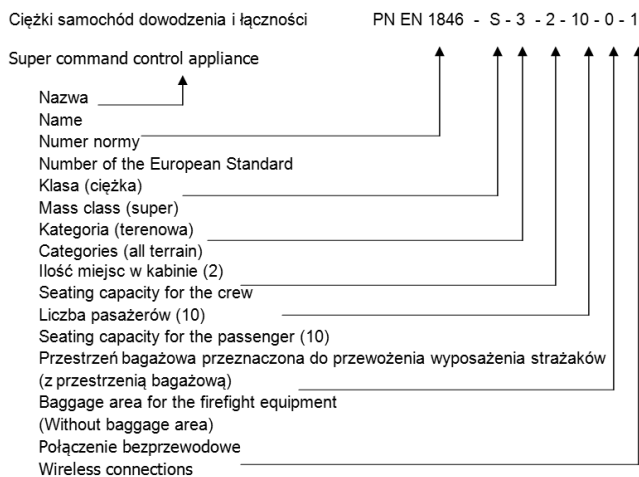 Ciężki samochód dowodzenia i łączności PN EN 1846 - S - 3 - 2 - 10 - 0 - 1
Super command control appliance
Nazwa
Name
Numer normy
Number of the European Standard
Klasa (ciężka)
Mass class (super)
Kategoria (terenowa)
Categories (all terrain)
Ilość miejsc w kabinie (2)
Seating capacity for the crew
Liczba pasażerów (10)
Seating capacity for the passenger (10)
Przestrzeń bagażowa przeznaczona do przewożenia wyposażenia strażaków
(z przestrzenią bagażową)
Baggage area for the firefight equipment
(Without baggage area)
Połączenie bezprzewodowe
Wireless connections